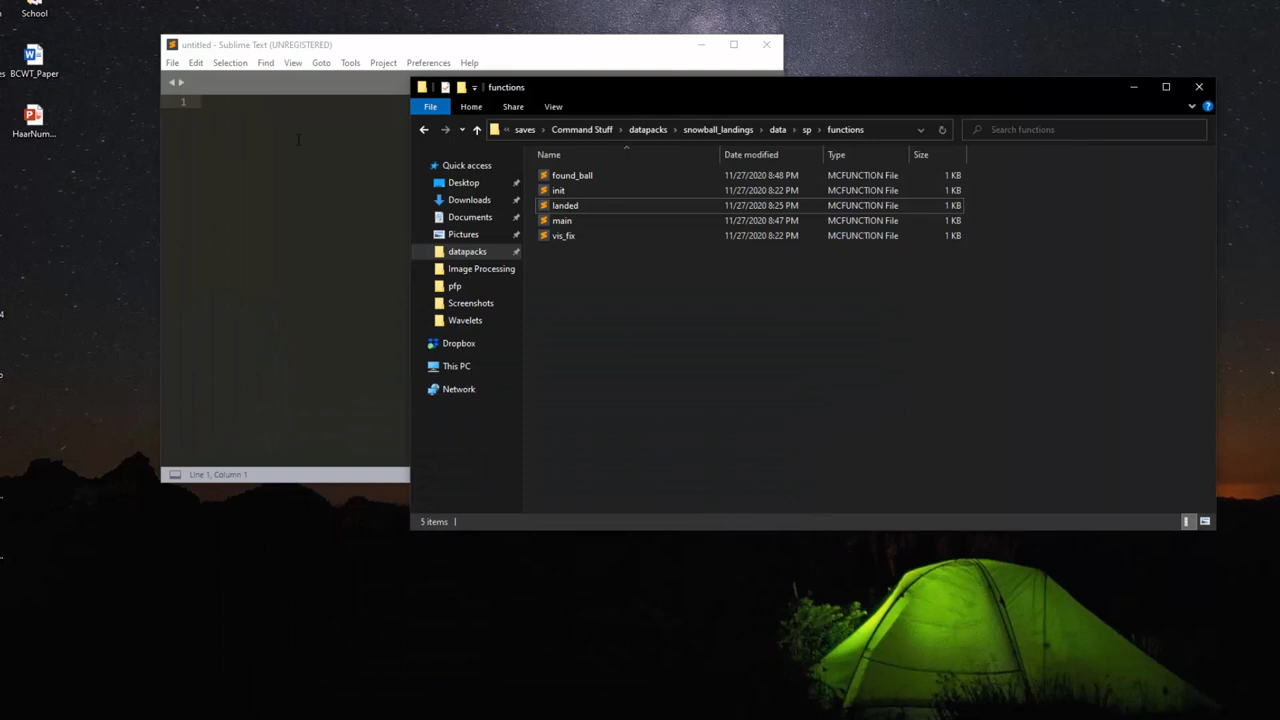 School
BCWT_Paper
HaarNum...
untitled - Sublime Text (UNREGISTERED)
File Edit Selection Find View Goto Tools Project Preferences Help
1
Line 1, Column 1
functions
File Home Share View
« saves > Command Stuff > datapacks > snowball_landings > data > sp > functions
Search functions
Quick access
Desktop
Downloads
Documents
Pictures
datapacks
Image Processing
pfp
Screenshots
Wavelets
Dropbox
This PC
Network
Name Date modified Type Size
found_ball 11/27/2020 8:48 PM MCFUNCTION File 1 KB
init 11/27/2020 8:22 PM MCFUNCTION File 1 KB
landed 11/27/2020 8:25 PM MCFUNCTION File 1 KB
main 11/27/2020 8:47 PM MCFUNCTION File 1 KB
vis_fix 11/27/2020 8:22 PM MCFUNCTION File 1 KB
5 items